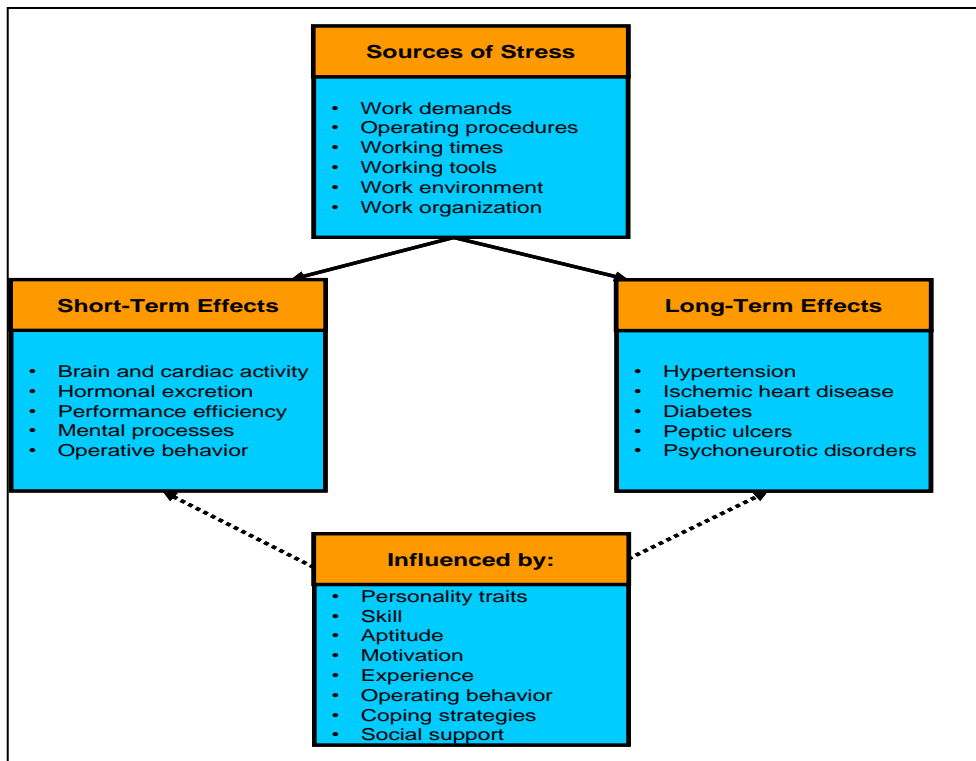 Sources of Stress
• Work demands
• Operating procedures
• Working times
• Working tools
• Work environment
• Work organization
Short-Term Effects
• Brain and cardiac activity
• Hormonal excretion
• Performance efficiency
• Mental processes
• Operative behavior
Long-Term Effects
• Hypertension
• Ischemic heart disease
• Diabetes
• Peptic ulcers
• Psychoneurotic disorders
Influenced by:
• Personality traits
• Skill
• Aptitude
• Motivation
• Experience
• Operating behavior
• Coping strategies
• Social support